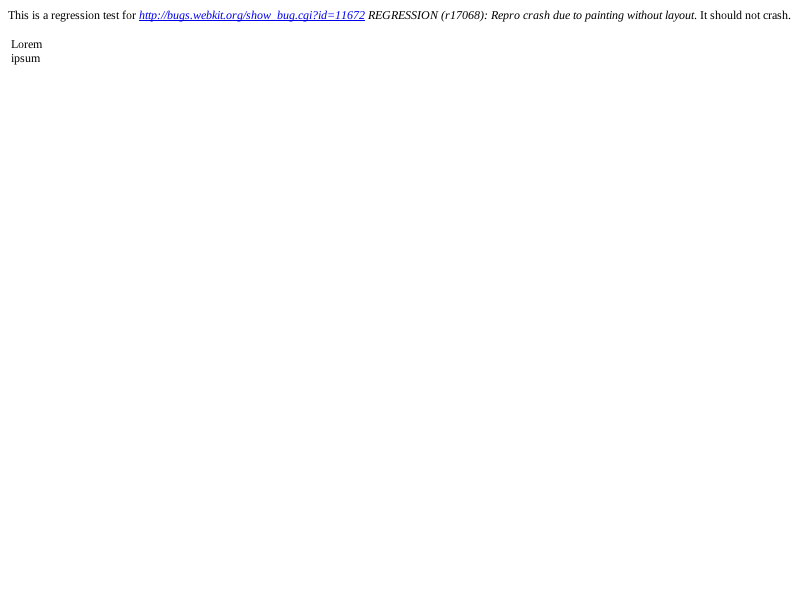 This is a regression test for http://bugs.webkit.org/show_bug.cgi?id=11672 REGRESSION (r17068): Repro crash due to painting without layout. It should not crash.
Lorem
ipsum